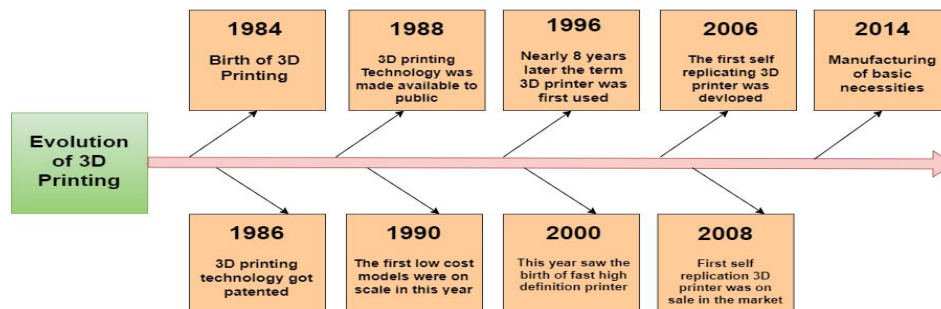 1984
Birth of 3D
Printing
1988
3D printing
Technology was
made available to
public
1996
Nearly 8 years
later the term
3D printer was
first used
2006
The first self
replicating 3D
printer was
devloped
2014
Manufacturing
of basic
necessities
Evolution
of 3D
Printing
1986
3D printing
technology got
patented
1990
The first low cost
models were on
scale in this year
2000
This year saw the
birth of fast high
definition printer
2008
First self
replication 3D
printer was on
sale in the market